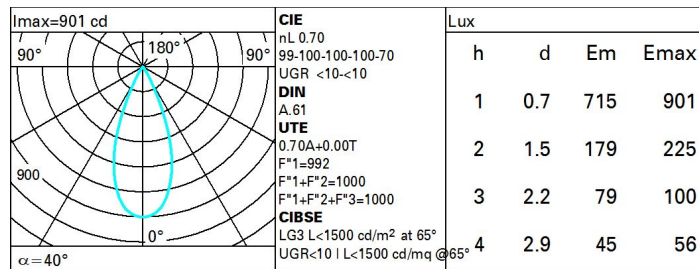 Imax=901 cd
90°
180°
90°
900
0°
α=40°
CIE
nL 0.70
99-100-100-100-70
UGR <10-<10
DIN
A.61
UTE
0.70A+0.00T
F"1=992
F"1+F"2=1000
F"1+F"2+F"3=1000
CIBSE
LG3 L<1500 cd/m² at 65°
UGR<10 | L<1500 cd/mq @65°
Lux
h d Em Emax
1 0.7 715 901
2 1.5 179 225
3 2.2 79 100
4 2.9 45 56